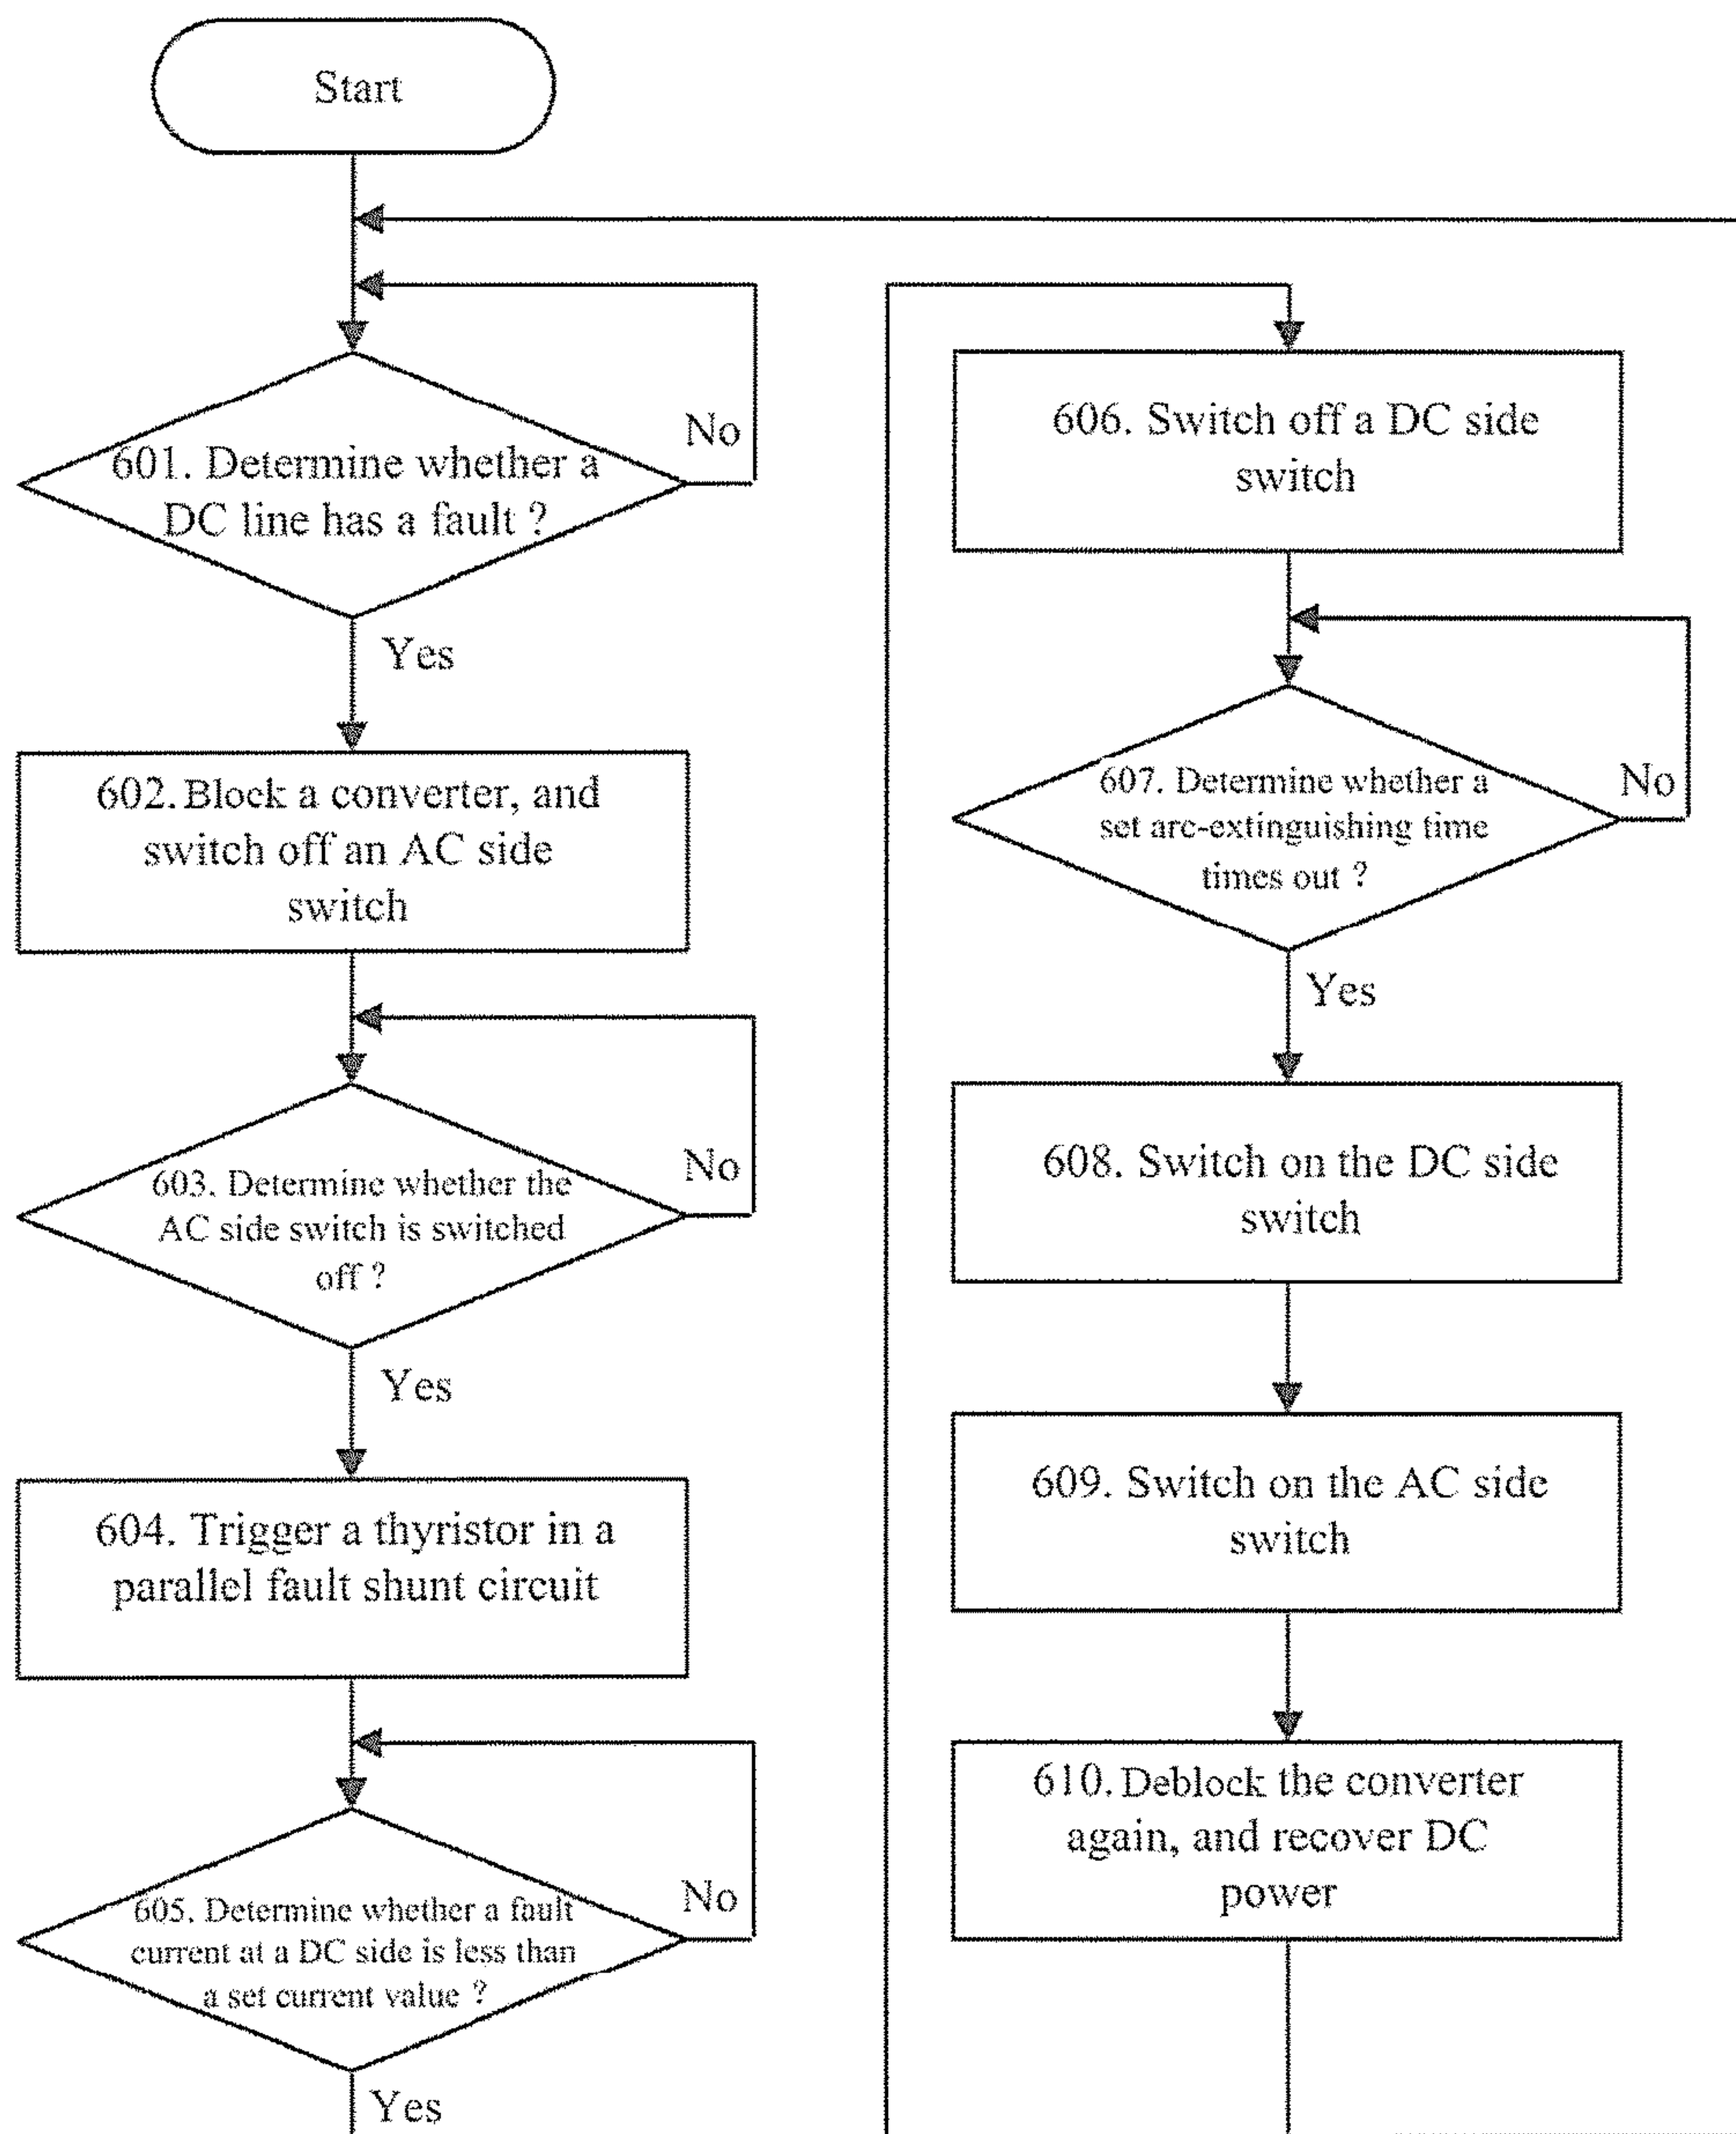 Start
No
601. Determine whether a
DC line has a fault ?
Yes
602. Block a converter, and
switch off an AC side
switch
No
603. Determine whether the
AC side switch is switched
off ?
Yes
604. Trigger a thyristor in a
parallel fault shunt circuit
No
605. Determine whether a fault
current at a DC side is less than
a set current value ?
Yes
606. Switch off a DC side
switch
No
607. Determine whether a
set arc-extinguishing time
times out ?
Yes
608. Switch on the DC side
switch
609. Switch on the AC side
switch
610. Deblock the converter
again, and recover DC
power